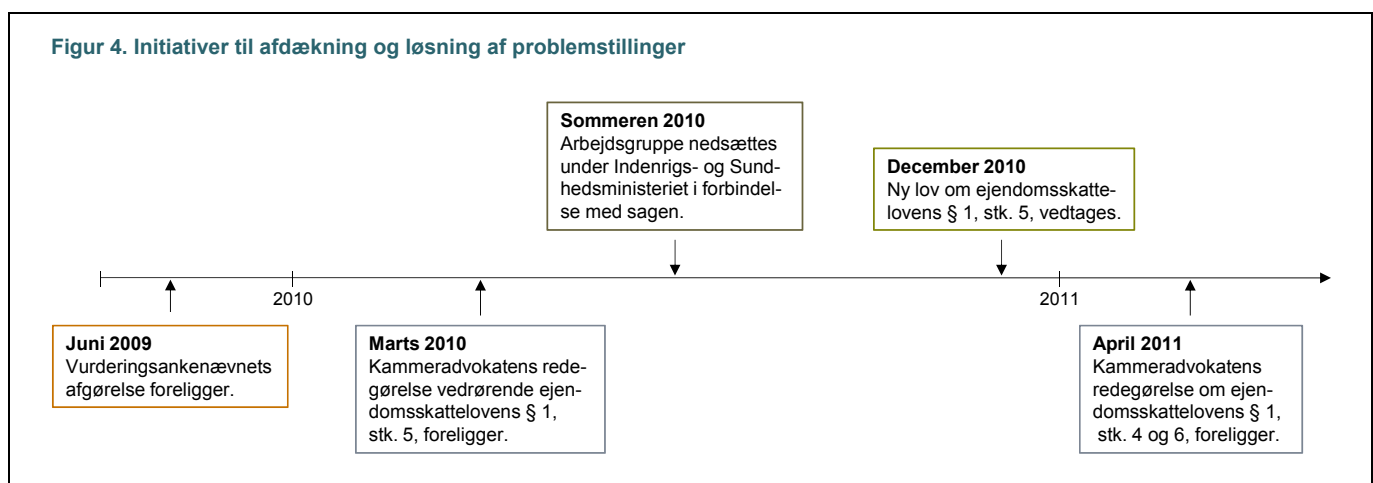 Figur 4. Initiativer til afdækning og løsning af problemstillinger
Sommeren 2010
Arbejdsgruppe nedsættes
under Indenrigs- og Sund-
hedsministeriet i forbindel-
se med sagen.
December 2010
Ny lov om ejendomsskatte-
lovens § 1, stk. 5, vedtages.
2010
2011
Juni 2009
Vurderingsankenævnets
afgørelse foreligger.
Marts 2010
Kammeradvokatens rede-
gørelse vedrørende ejen-
domsskattelovens § 1,
stk. 5, foreligger.
April 2011
Kammeradvokatens
redegørelse om ejen-
domsskattelovens § 1,
stk. 4 og 6, foreligger.